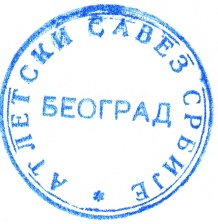 АТЛЕТСКИ САВЕЗ СРБИЈЕ
БЕОГРАД